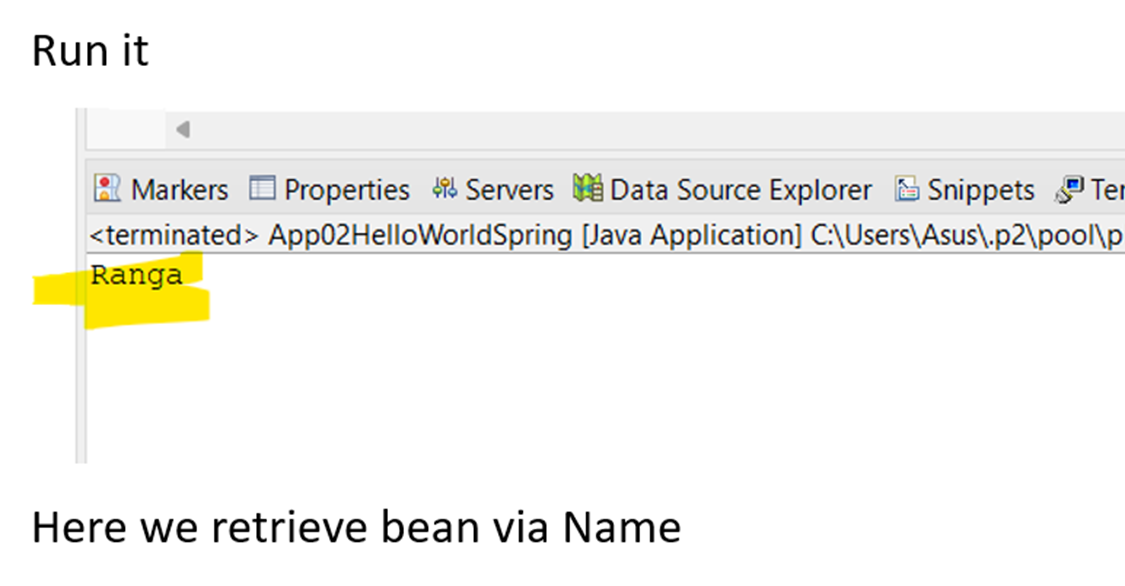 Run it
Markers Properties Servers Data Source Explorer Snippets
<terminated> App02HelloWorldSpring [Java Application] C:\Users\Asus\.p2\pool\p
Ranga
Here we retrieve bean via Name